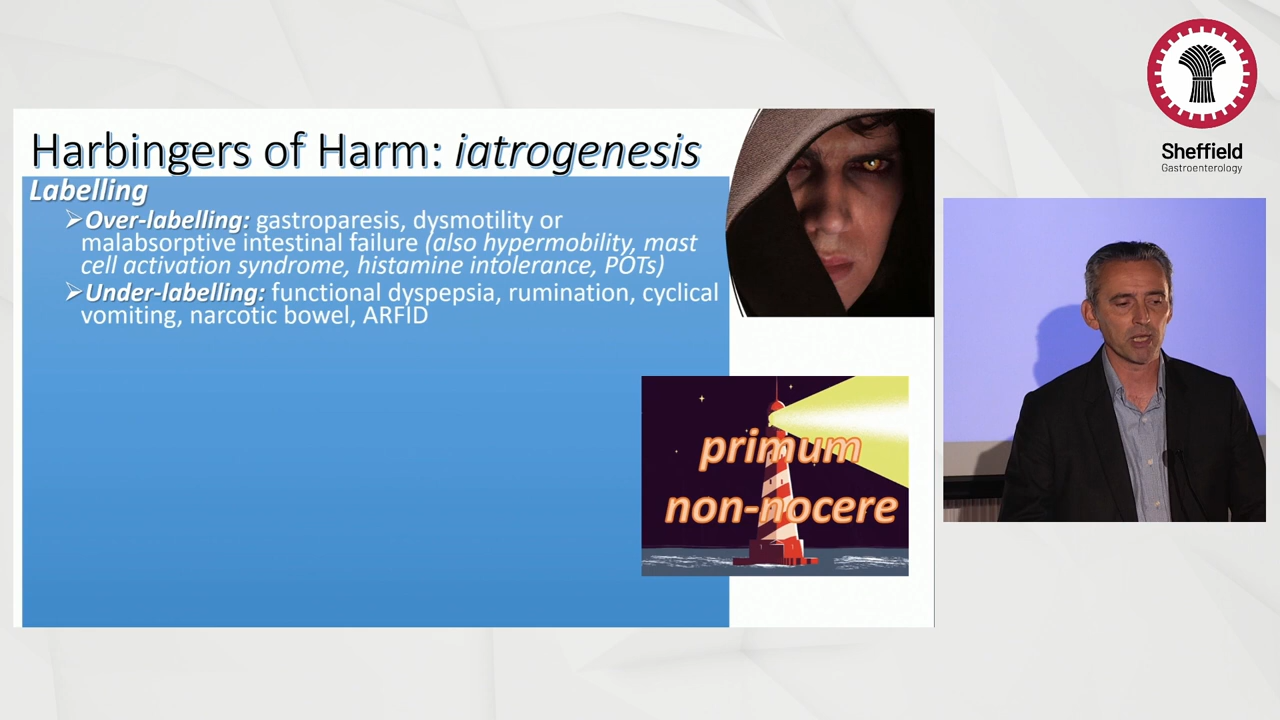 Harbingers of Harm: iatrogenesis
Labelling
➢Over-labelling: gastroparesis, dysmotility or
malabsorptive intestinal failure (also hypermobility, mast
cell activation syndrome, histamine intolerance, POTs)
➢Under-labelling: functional dyspepsia, rumination, cyclical
vomiting, narcotic bowel, ARFID
primum
non-nocere
Sheffield
Gastroenterology